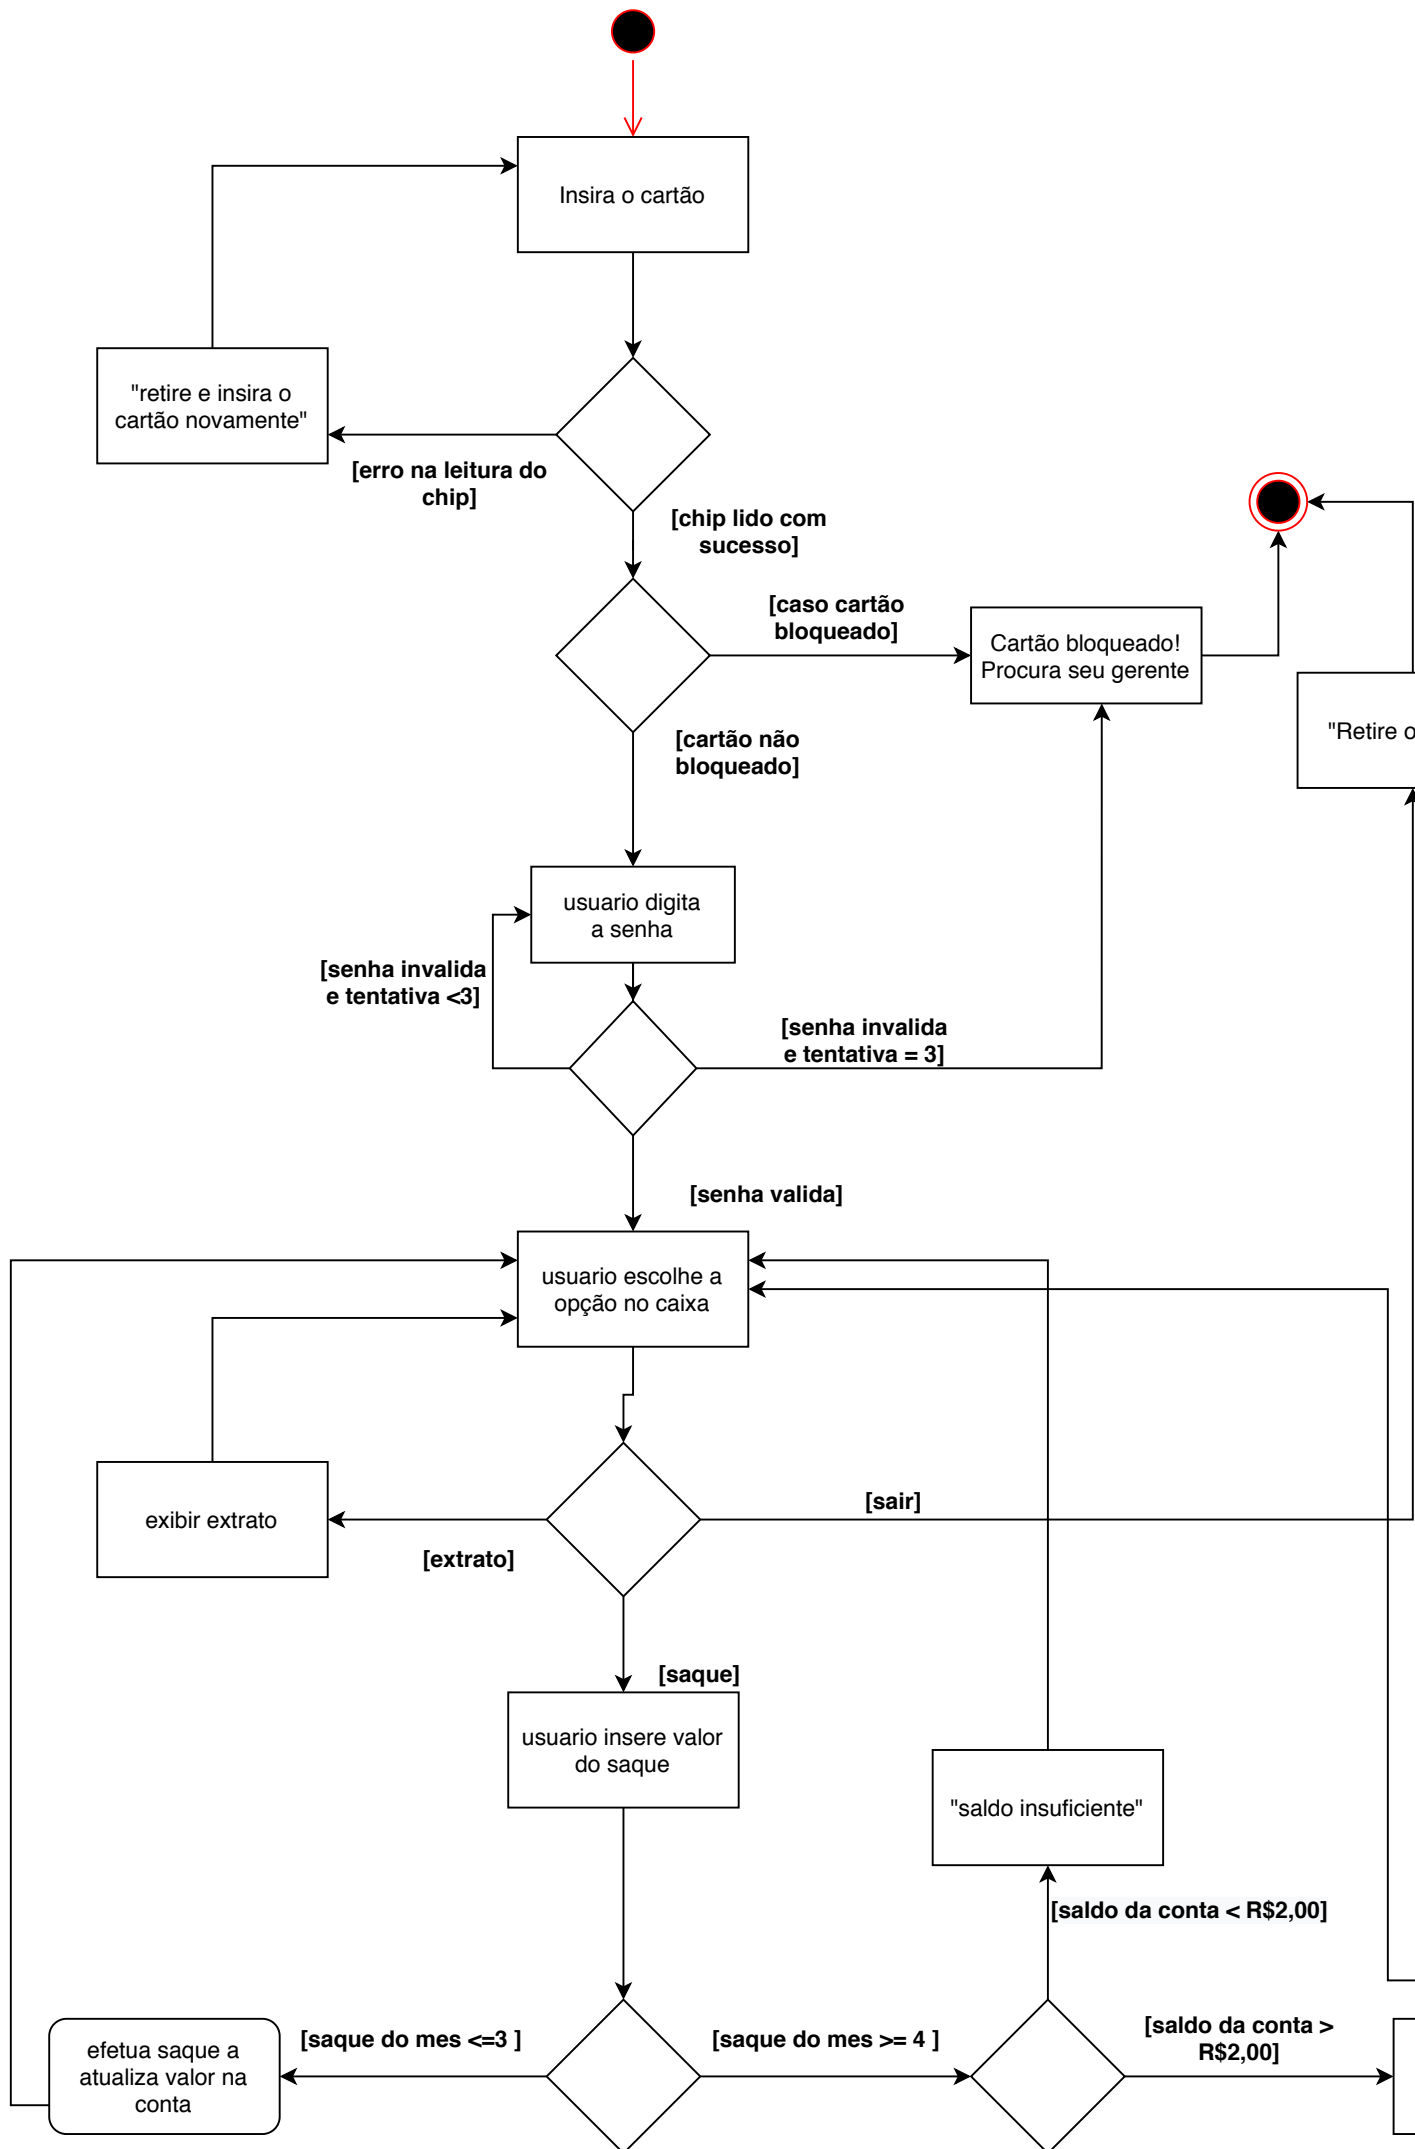 Insira o cartão
"retire e insira o
cartão novamente"
[erro na leitura do
chip]
[chip lido com
sucesso]
[caso cartão
bloqueado]
Cartão bloqueado!
Procura seu gerente
"Retire o
[cartão não
bloqueado]
usuario digita
a senha
[senha invalida
e tentativa <3]
[senha invalida
e tentativa = 3]
[senha valida]
usuario escolhe a
opção no caixa
exibir extrato
[extrato]
[sair]
[saque]
usuario insere valor
do saque
"saldo insuficiente"
[saldo da conta < R$2,00]
efetua saque a
atualiza valor na
conta
[saque do mes <=3 ]
[saque do mes >= 4 ]
[saldo da conta >
R$2,00]